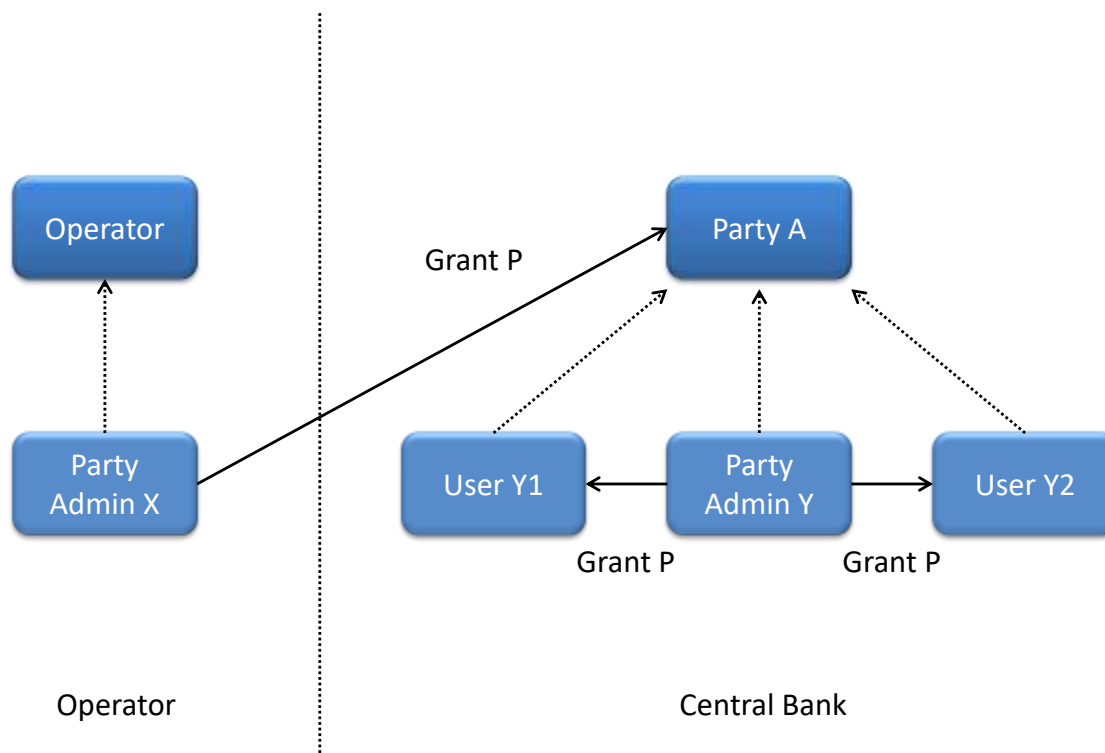 Operator
Party A
Grant P
Party
Admin X
User Y1
Party
Admin Y
User Y2
Grant P
Grant P
Operator
Central Bank